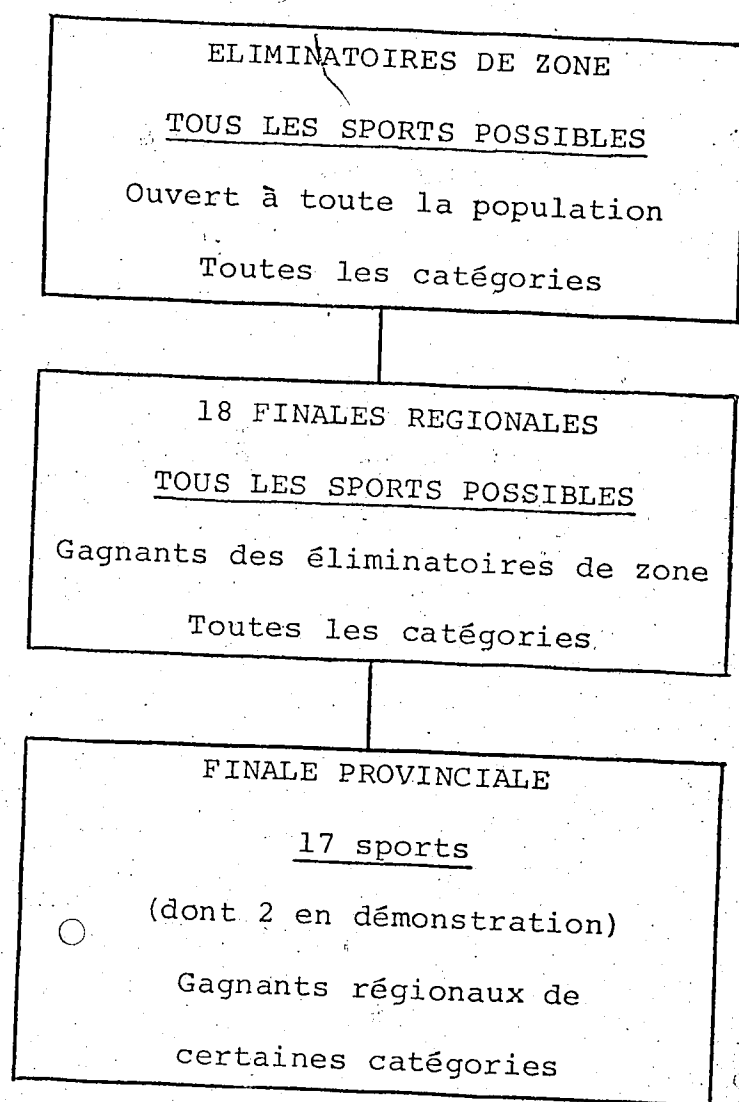 ELIMINATOIRES DE ZONE
TOUS LES SPORTS POSSIBLES
Ouvert à toute la population
Toutes les catégories
18 FINALES REGIONALES
TOUS LES SPORTS POSSIBLES
Gagnants des éliminatoires de zone
Toutes les catégories
FINALE PROVINCIALE
17 sports
(dont 2 en démonstration)
Gagnants régionaux de
certaines catégories